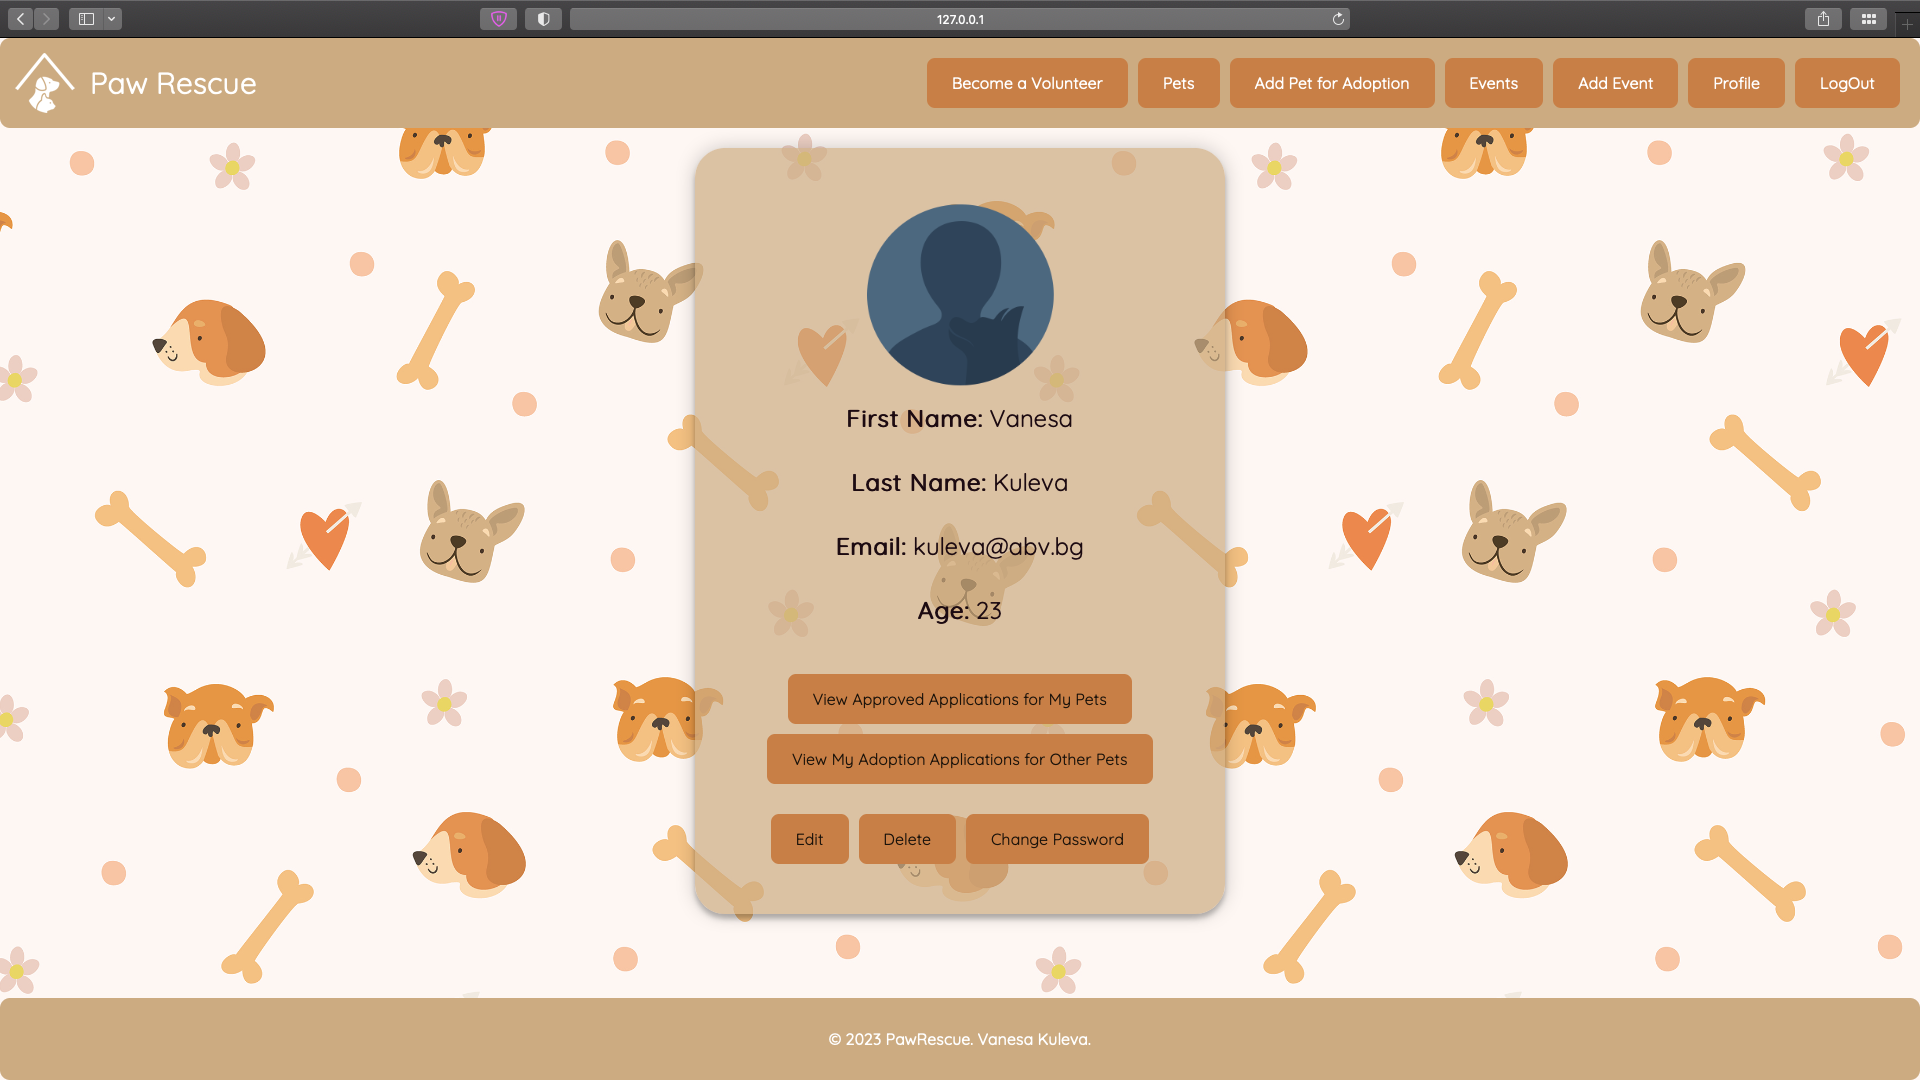 127.0.0.1
Paw Rescue
Become a Volunteer
Pets
Add Pet for Adoption
Events
Add Event
Profile
LogOut
First Name: Vanesa
Last Name: Kuleva
Email: kuleva@abv.bg
Age: 23
View Approved Applications for My Pets
View My Adoption Applications for Other Pets
Edit
Delete
Change Password
© 2023 PawRescue. Vanesa Kuleva.